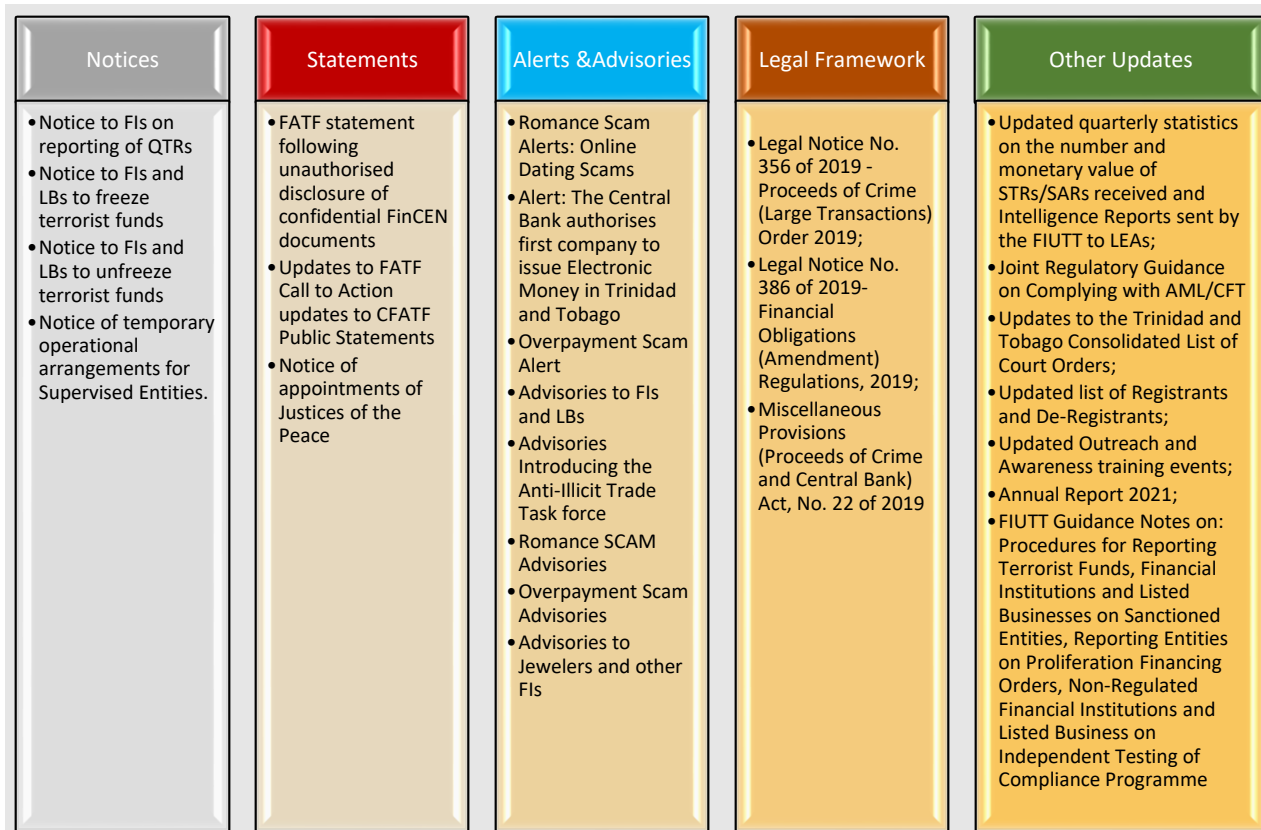 Notices
•Notice to FIs on
reporting of QTRs
•Notice to FIs and
LBs to freeze
terrorist funds
•Notice to FIs and
LBs to unfreeze
terrorist funds
•Notice of temporary
operational
arrangements for
Supervised Entities.
Statements
•FATF statement
following
unauthorised
disclosure of
confidential FinCEN
documents
•Updates to FATF
Call to Action
updates to CFATF
Public Statements
•Notice of
appointments of
Justices of the
Peace
Alerts &Advisories
•Romance Scam
Alerts: Online
Dating Scams
•Alert: The Central
Bank authorises
first company to
issue Electronic
Money in Trinidad
and Tobago
•Overpayment Scam
Alert
•Advisories to FIs
and LBs
•Advisories
Introducing the
Anti-Illicit Trade
Task force
•Romance SCAM
Advisories
•Overpayment Scam
Advisories
•Advisories to
Jewelers and other
FIs
Legal Framework
•Legal Notice No.
356 of 2019 -
Proceeds of Crime
(Large Transactions)
Order 2019;
•Legal Notice No.
386 of 2019-
Financial
Obligations
(Amendment)
Regulations, 2019;
•Miscellaneous
Provisions
(Proceeds of Crime
and Central Bank)
Act, No. 22 of 2019
Other Updates
•Updated quarterly statistics
on the number and
monetary value of
STRs/SARs received and
Intelligence Reports sent by
the FIUTT to LEAs;
•Joint Regulatory Guidance
on Complying with AML/CFT
•Updates to the Trinidad and
Tobago Consolidated List of
Court Orders;
•Updated list of Registrants
and De-Registrants;
•Updated Outreach and
Awareness training events;
•Annual Report 2021;
•FIUTT Guidance Notes on:
Procedures for Reporting
Terrorist Funds, Financial
Institutions and Listed
Businesses on Sanctioned
Entities, Reporting Entities
on Proliferation Financing
Orders, Non-Regulated
Financial Institutions and
Listed Business on
Independent Testing of
Compliance Programme